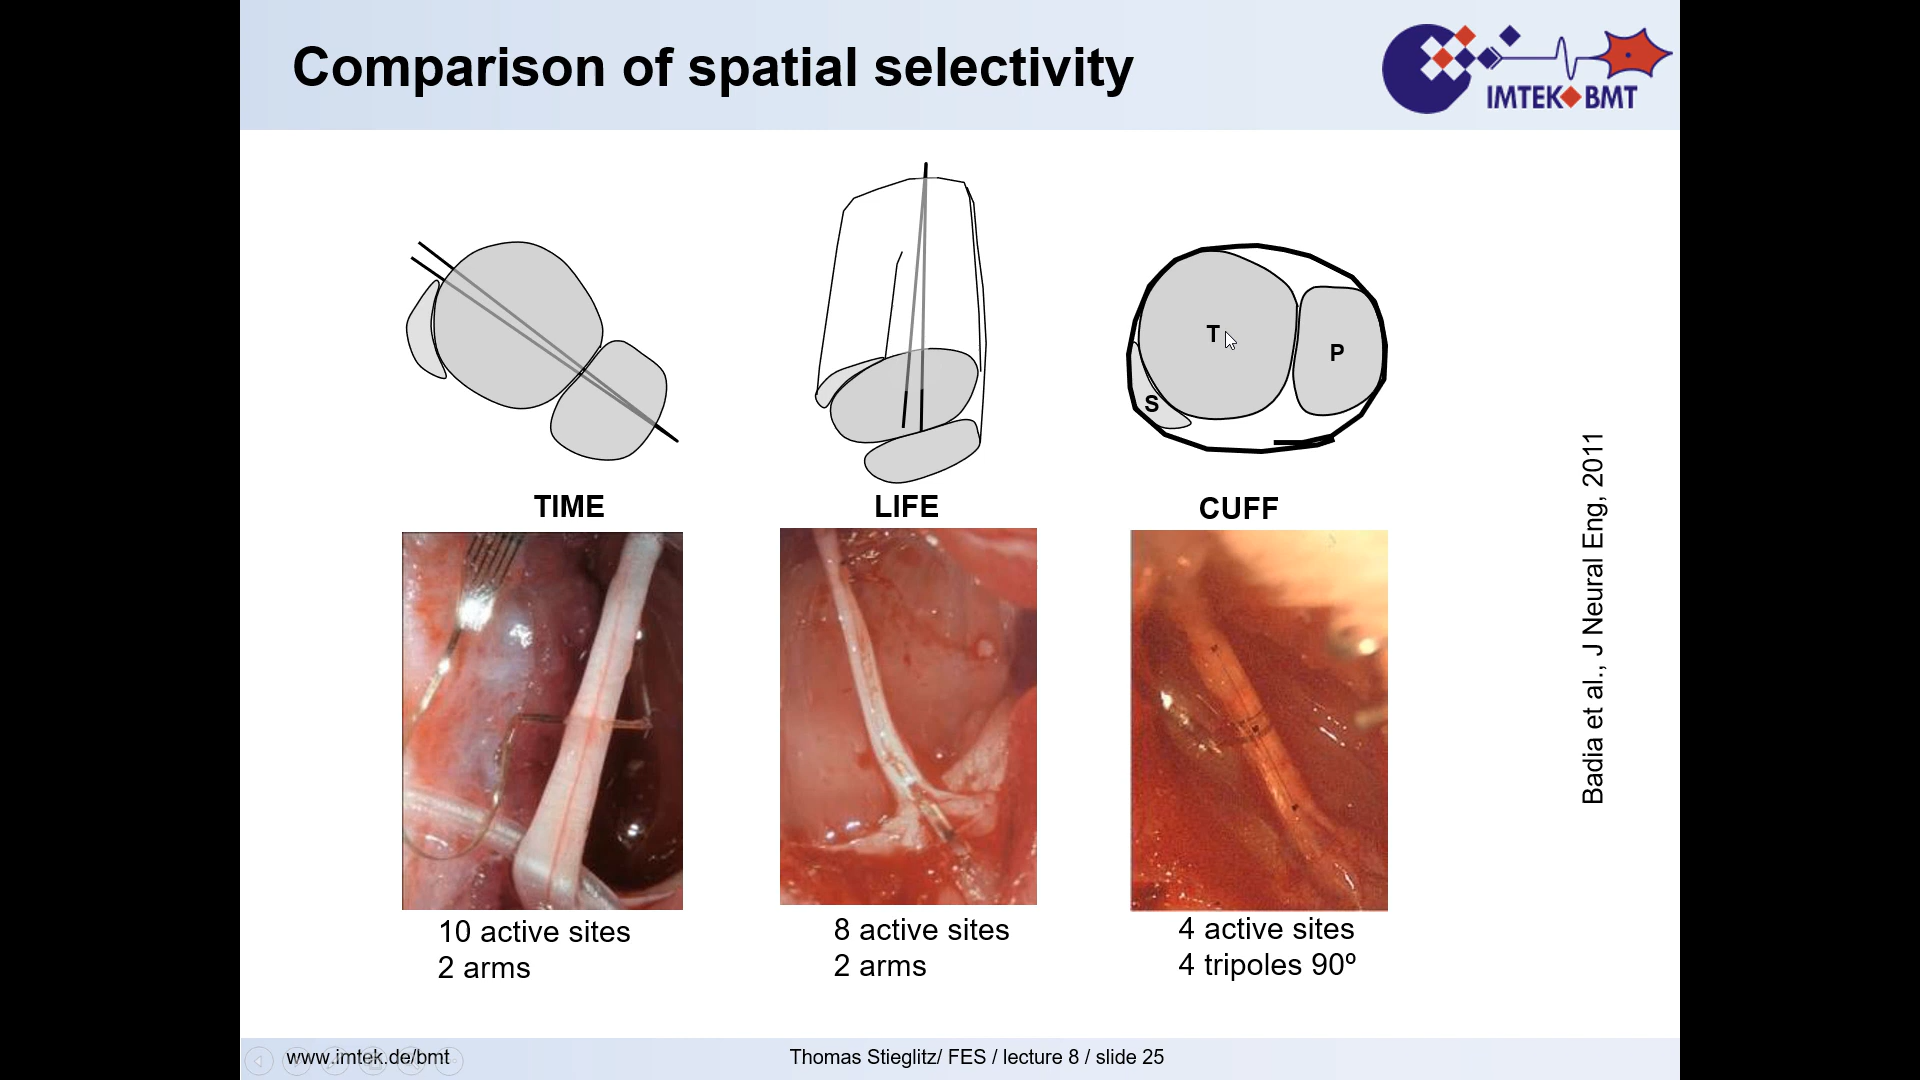 Comparison of spatial selectivity
IMTEK BMT
T
P
S
TIME
LIFE
CUFF
10 active sites
2 arms
8 active sites
2 arms
4 active sites
4 tripoles 90º
Badia et al., J Neural Eng, 2011
www.imtek.de/bmt
Thomas Stieglitz/ FES / lecture 8 / slide 25